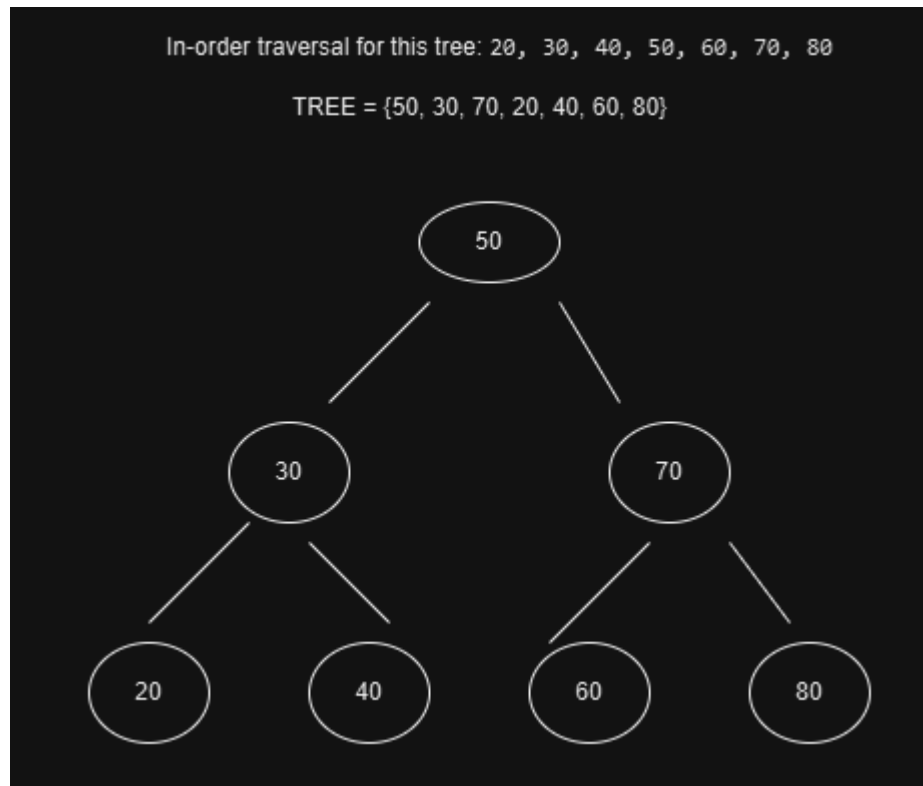 In-order traversal for this tree: 20, 30, 40, 50, 60, 70, 80
TREE = {50, 30, 70, 20, 40, 60, 80}
50
30 70
20 40 60 80